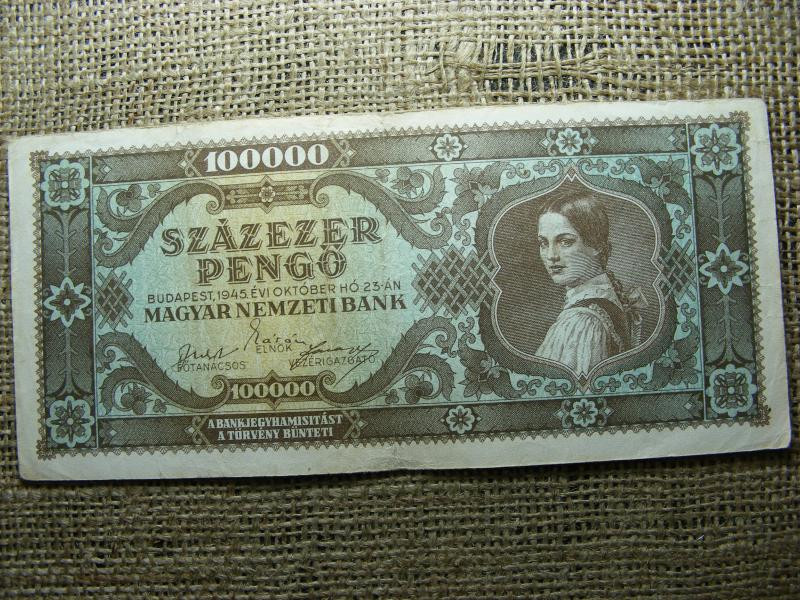 100000
SZÁZEZER
PENGŐ
BUDAPEST, 1945. ÉVI OKTÓBER HÓ 23-ÁN
MAGYAR NEMZETI BANK
ELNÖK
FŐTANÁCSOS VEZÉRIGAZGATÓ
100000
A BANKJEGYHAMISITÁST
A TÖRVÉNY BÜNTETI